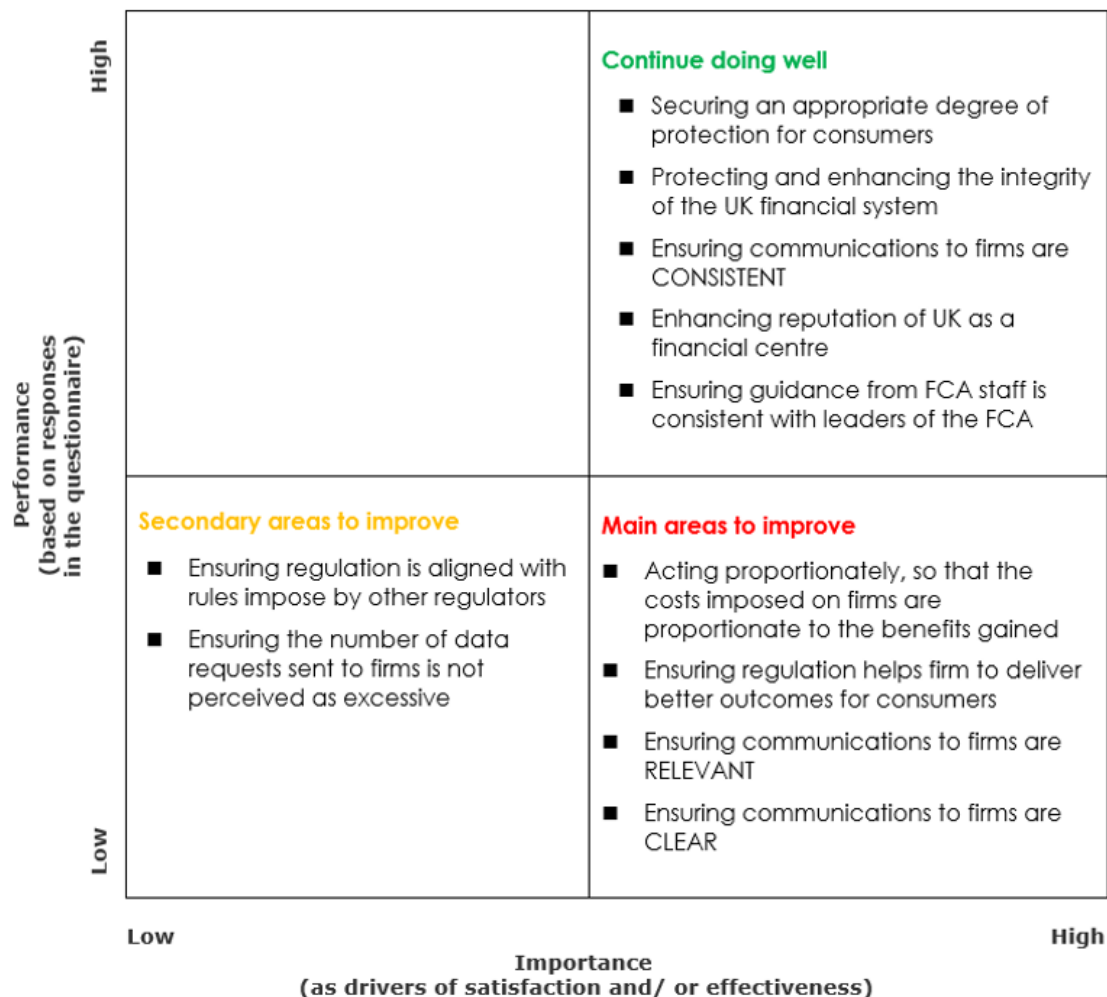 High
Continue doing well
■ Securing an appropriate degree of
protection for consumers
■ Protecting and enhancing the integrity
of the UK financial system
■ Ensuring communications to firms are
CONSISTENT
■ Enhancing reputation of UK as a
financial centre
■ Ensuring guidance from FCA staff is
consistent with leaders of the FCA
Performance
(based on responses
in the questionnaire)
Secondary areas to improve
■ Ensuring regulation is aligned with
rules impose by other regulators
■ Ensuring the number of data
requests sent to firms is not
perceived as excessive
Main areas to improve
■ Acting proportionately, so that the
costs imposed on firms are
proportionate to the benefits gained
■ Ensuring regulation helps firm to deliver
better outcomes for consumers
■ Ensuring communications to firms are
RELEVANT
■ Ensuring communications to firms are
CLEAR
Low
Low
High
Importance
(as drivers of satisfaction and/ or effectiveness)